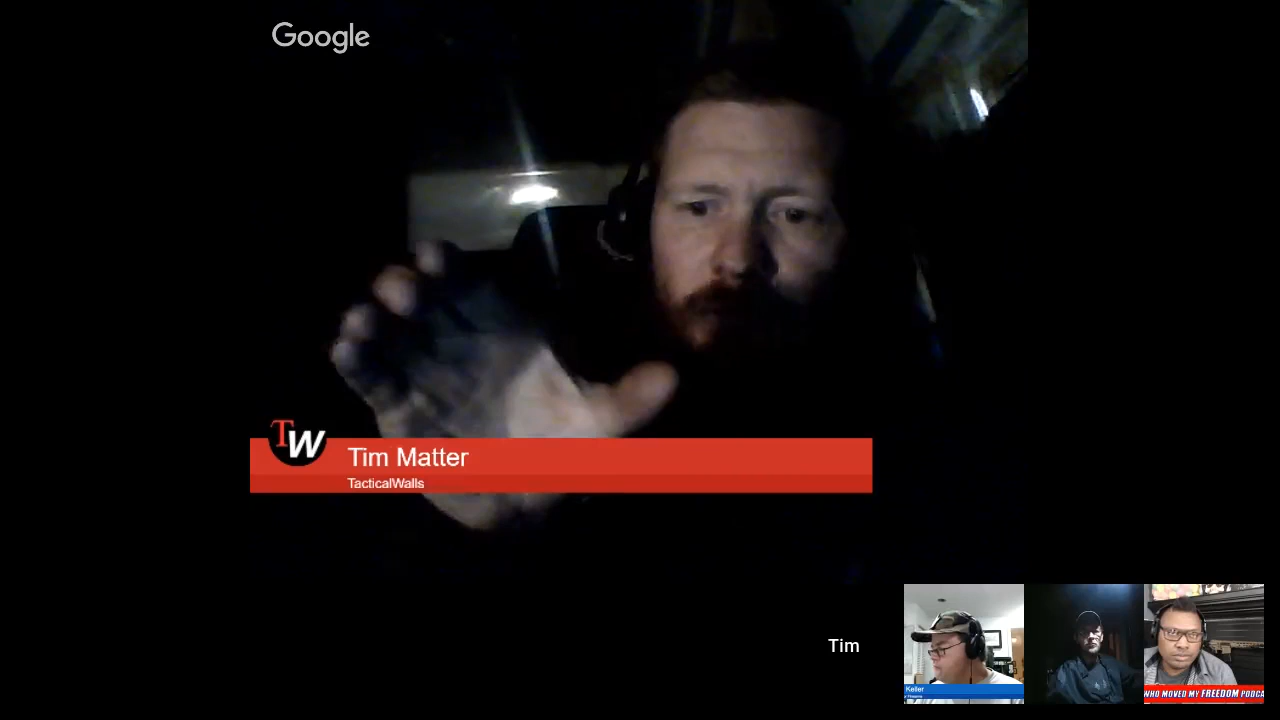 Google
TW
Tim Matter
TacticalWalls
Tim
Keller
WHO MOVED MY FREEDOM PODCA